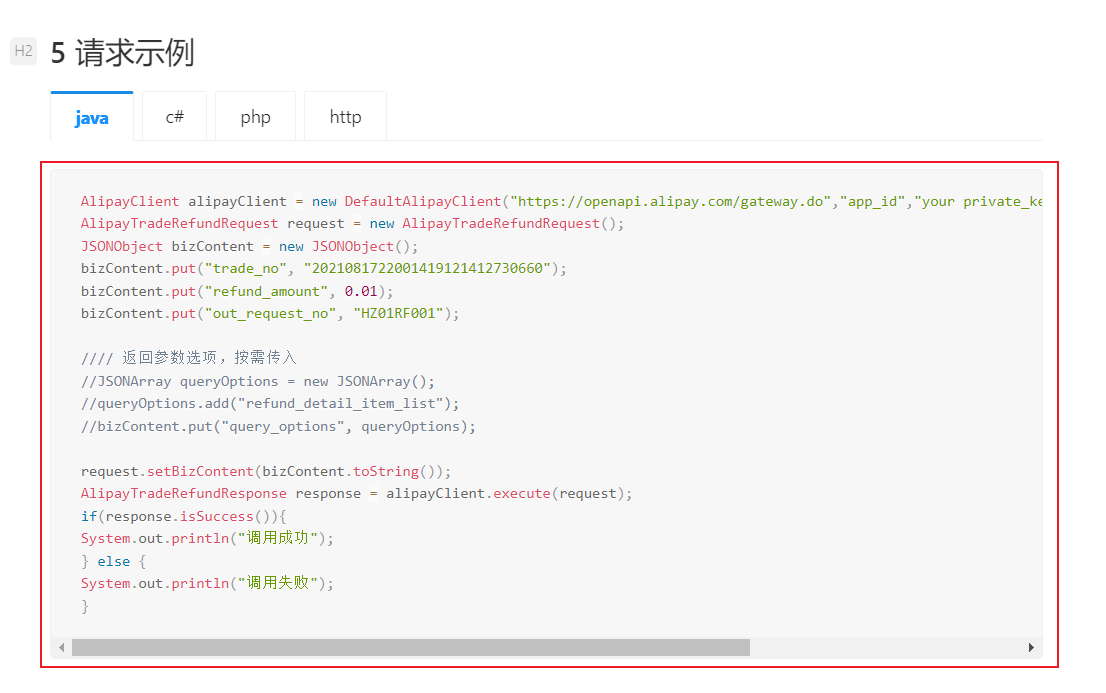 H2 5 请求示例
java c# php http
AlipayClient alipayClient = new DefaultAlipayClient("https://openapi.alipay.com/gateway.do","app_id","your private_ke
AlipayTradeRefundRequest request = new AlipayTradeRefundRequest();
JSONObject bizContent = new JSONObject();
bizContent.put("trade_no", "2021081722001419121412730660");
bizContent.put("refund_amount", 0.01);
bizContent.put("out_request_no", "HZ01RF001");
//// 返回参数选项，按需传入
//JSONArray queryOptions = new JSONArray();
//queryOptions.add("refund_detail_item_list");
//bizContent.put("query_options", queryOptions);
request.setBizContent(bizContent.toString());
AlipayTradeRefundResponse response = alipayClient.execute(request);
if(response.isSuccess()){
System.out.println("调用成功");
} else {
System.out.println("调用失败");
}